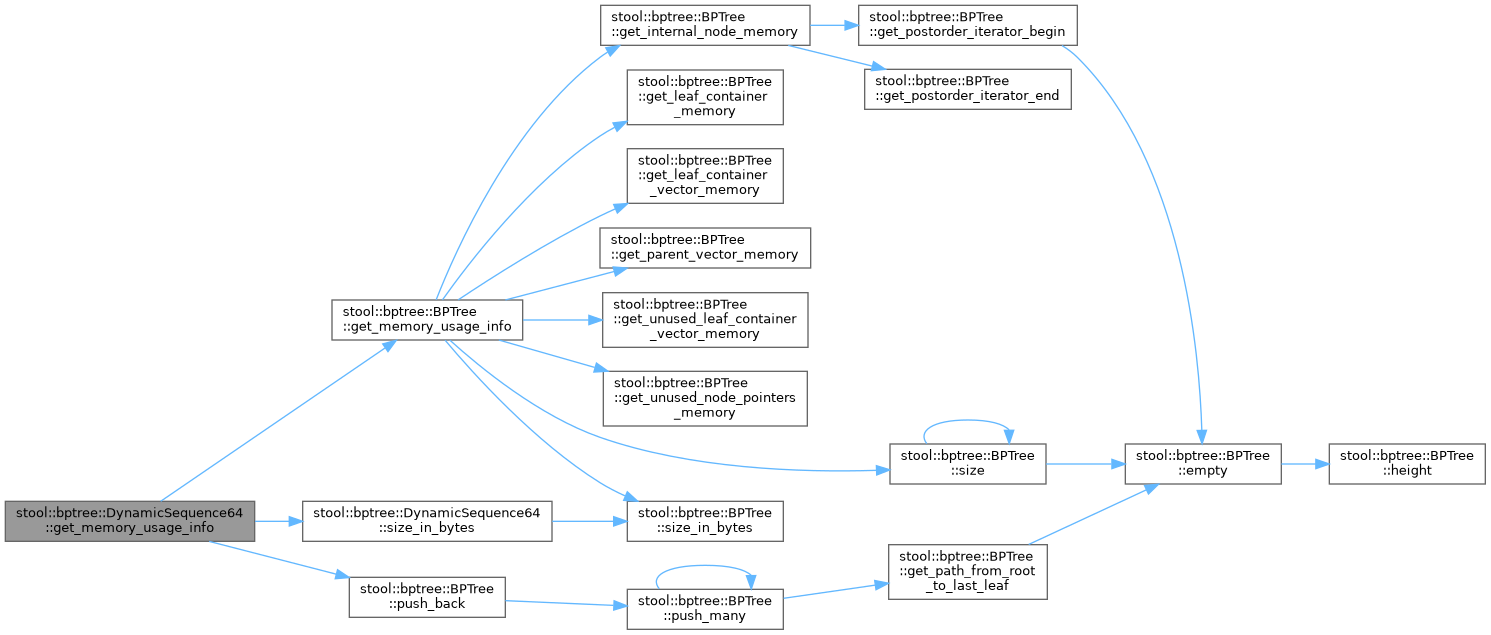 stool::bptree::BPTree
::get_internal_node_memory
stool::bptree::BPTree
::get_postorder_iterator_begin
stool::bptree::BPTree
::get_leaf_container
_memory
stool::bptree::BPTree
::get_postorder_iterator_end
stool::bptree::BPTree
::get_leaf_container
_vector_memory
stool::bptree::BPTree
::get_parent_vector_memory
stool::bptree::BPTree
::get_memory_usage_info
stool::bptree::BPTree
::get_unused_leaf_container
_vector_memory
stool::bptree::BPTree
::get_unused_node_pointers
_memory
stool::bptree::BPTree
::size
stool::bptree::BPTree
::empty
stool::bptree::BPTree
::height
stool::bptree::DynamicSequence64
::get_memory_usage_info
stool::bptree::DynamicSequence64
::size_in_bytes
stool::bptree::BPTree
::size_in_bytes
stool::bptree::BPTree
::get_path_from_root
_to_last_leaf
stool::bptree::BPTree
::push_back
stool::bptree::BPTree
::push_many